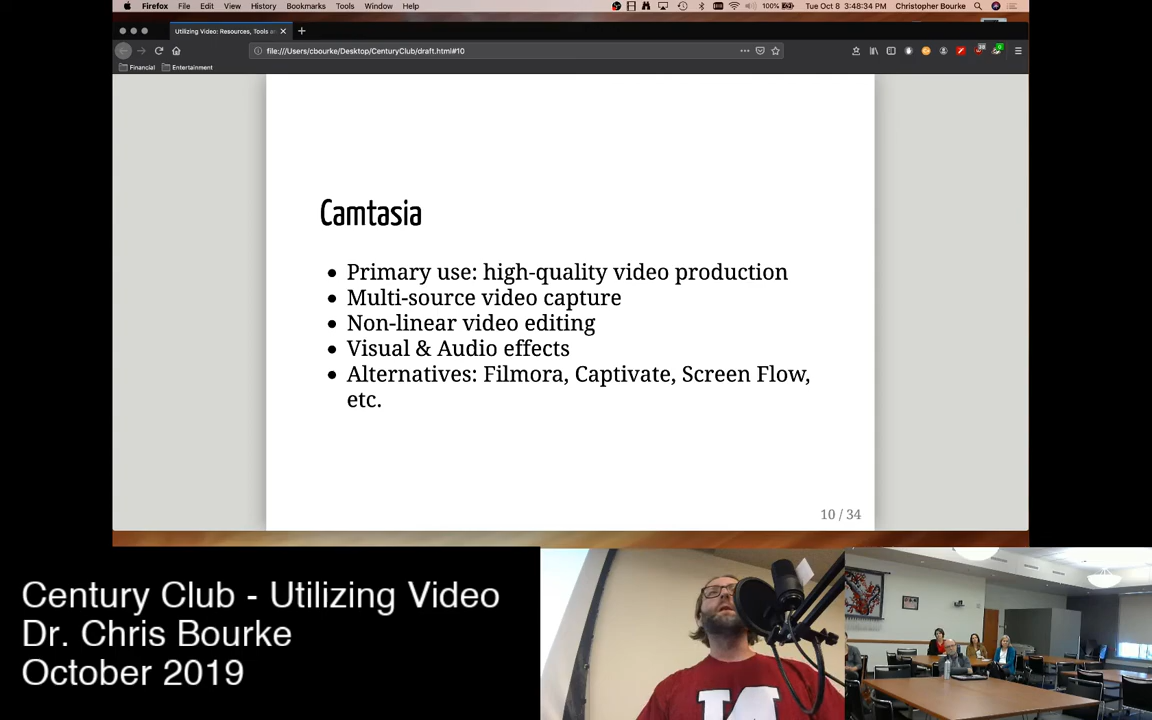 Firefox File Edit View History Bookmarks Tools Window Help
100% Tue Oct 8 3:48:34 PM Christopher Bourke
Utilizing Video: Resources, Tools
file:///Users/cbourke/Desktop/CenturyClub/draft.html#10
Financial Entertainment
Camtasia
• Primary use: high-quality video production
• Multi-source video capture
• Non-linear video editing
• Visual & Audio effects
• Alternatives: Filmora, Captivate, Screen Flow,
etc.
10 / 34
Century Club - Utilizing Video
Dr. Chris Bourke
October 2019